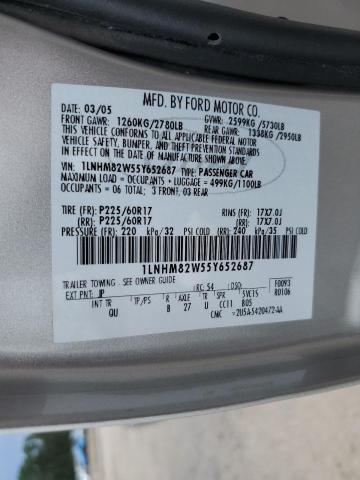 MFD. BY FORD MOTOR CO.
03/05 GVWR: 2599KG/5730LB
FRONT GAWR: 1260KG/2780LB REAR GAWR: 1338KG/2950LB
THIS VEHICLE CONFORMS TO ALL APPLICABLE FEDERAL MOTOR
VEHICLE SAFETY, BUMPER, AND THEFT PREVENTION STANDARDS
IN EFFECT ON THE DATE OF MANUFACTURE SHOWN ABOVE.
VIN: 1LNHM82W55Y652687 TYPE: PASSENGER CAR
MAXIMUM LOAD = OCCUPANTS + LUGGAGE = 499KG/1100LB
OCCUPANTS = 06 TOTAL: 3 FRONT, 03 REAR
TIRE (FR): P225/60R17 RIMS (FR): 17X7.0J
(RR): P225/60R17 (RR): 17X7.0J
PRESSURE (FR): 220 kPa/32 PSI COLD (RR): 240 kPa/35 PSI COLD
1LNHM82W55Y652687
TRAILER TOWING - SEE OWNER GUIDE RC: 54 DSO: F0093
EXT PNT: JP R0106
INT TR TP/PS R AXLE TR SPR 5VC15
QU B 27 U CC11 B05